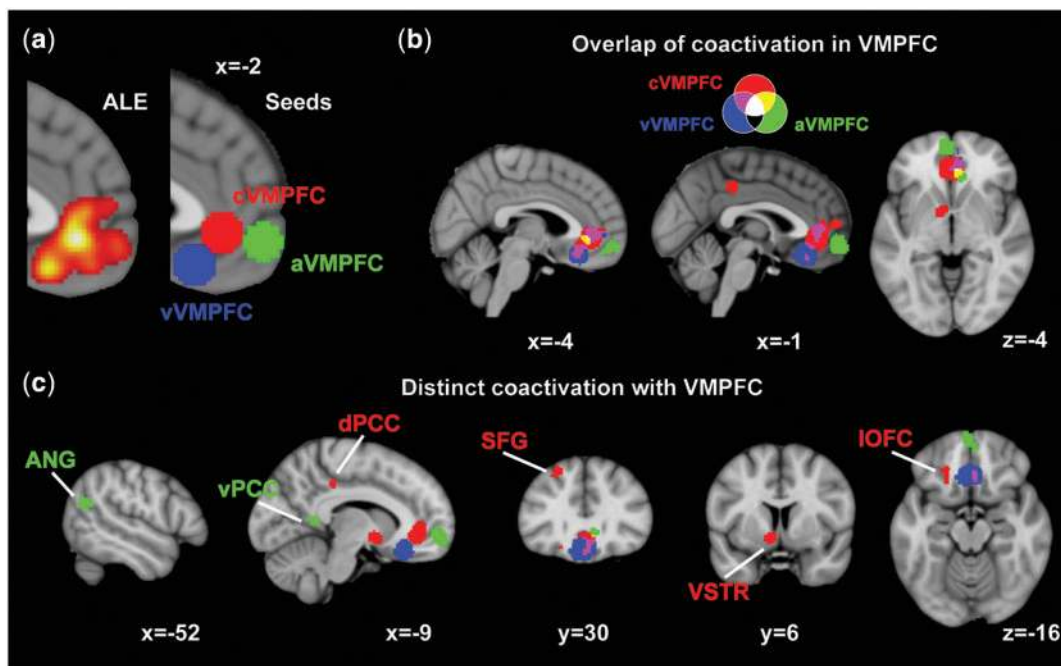 (a)
x=-2
ALE
Seeds
cVMPFC
aVMPFC
vVMPFC
(b)
Overlap of coactivation in VMPFC
cVMPFC
vVMPFC
aVMPFC
x=-4
x=-1
z=-4
(c)
Distinct coactivation with VMPFC
ANG
dPCC
vPCC
SFG
VSTR
lOFC
x=-52
x=-9
y=30
y=6
z=-16